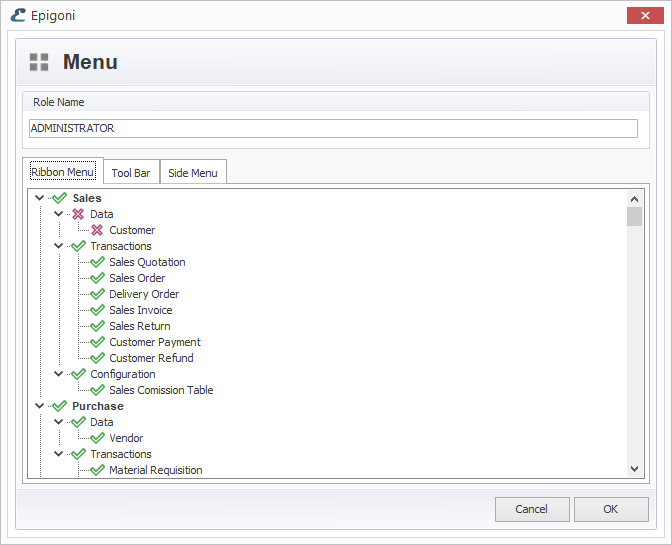 Epigoni
Menu
Role Name
ADMINISTRATOR
Ribbon Menu
Tool Bar
Side Menu
Sales
Data
Customer
Transactions
Sales Quotation
Sales Order
Delivery Order
Sales Invoice
Sales Return
Customer Payment
Customer Refund
Configuration
Sales Comission Table
Purchase
Data
Vendor
Transactions
Material Requisition
Cancel
OK